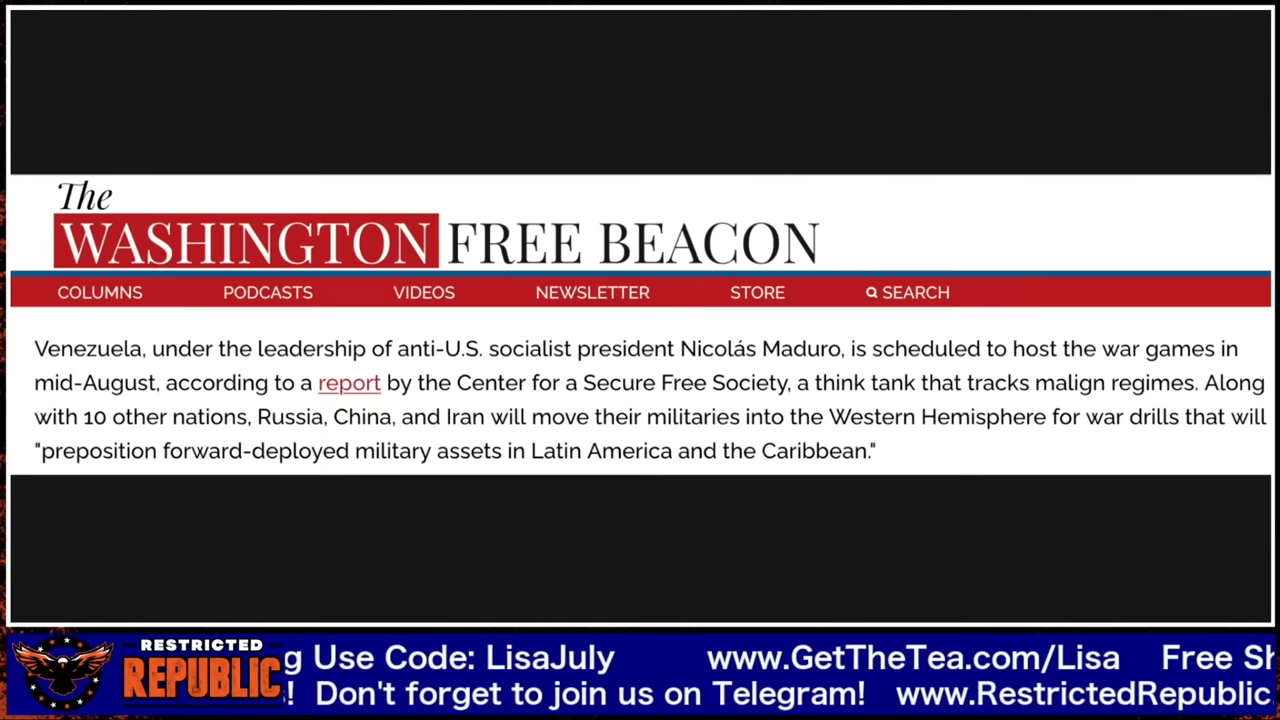 The
WASHINGTON FREE BEACON
COLUMNS PODCASTS VIDEOS NEWSLETTER STORE SEARCH
Venezuela, under the leadership of anti-U.S. socialist president Nicolás Maduro, is scheduled to host the war games in
mid-August, according to a report by the Center for a Secure Free Society, a think tank that tracks malign regimes. Along
with 10 other nations, Russia, China, and Iran will move their militaries into the Western Hemisphere for war drills that will
"preposition forward-deployed military assets in Latin America and the Caribbean."
RESTRICTED
REPUBLIC
g Use Code: LisaJuly www.GetTheTea.com/Lisa Free Sh
! Don't forget to join us on Telegram! www.RestrictedRepublic.